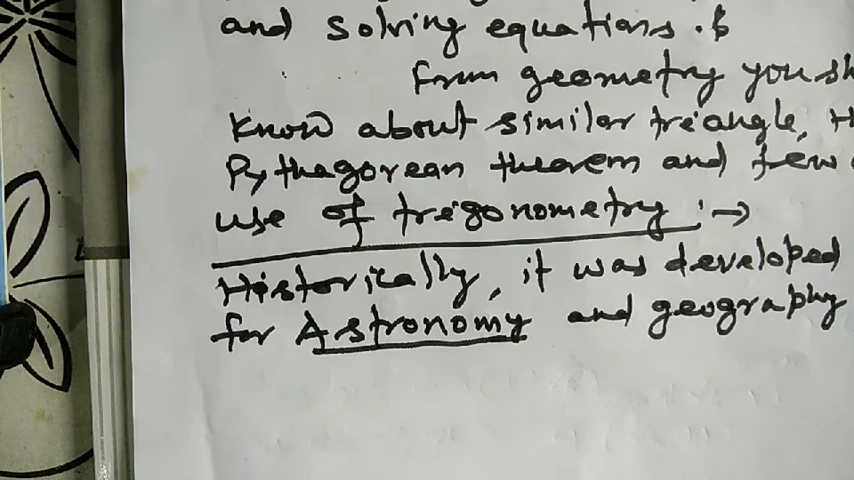 and solving equations.
From geometry you sh
know about similar triangle, 
Pythagorean theorem and few
use of trigonometry :→
Historically, it was developed
for Astronomy and geography